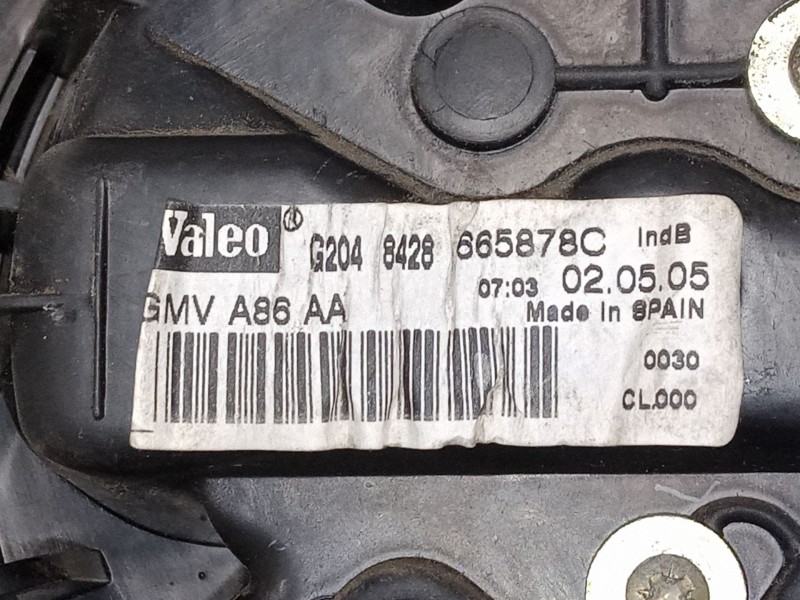 Valeo ® G204 8428 665878C IndB
07:03 02.05.05
GMV A86 AA Made in SPAIN
0030
CL.000